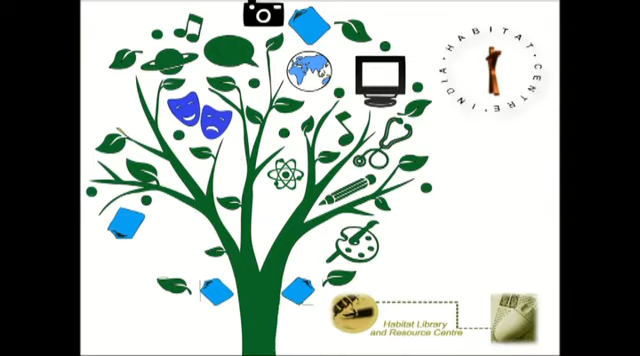 INDIA · HABITAT · CENTRE ·
Habitat Library
and Resource Centre